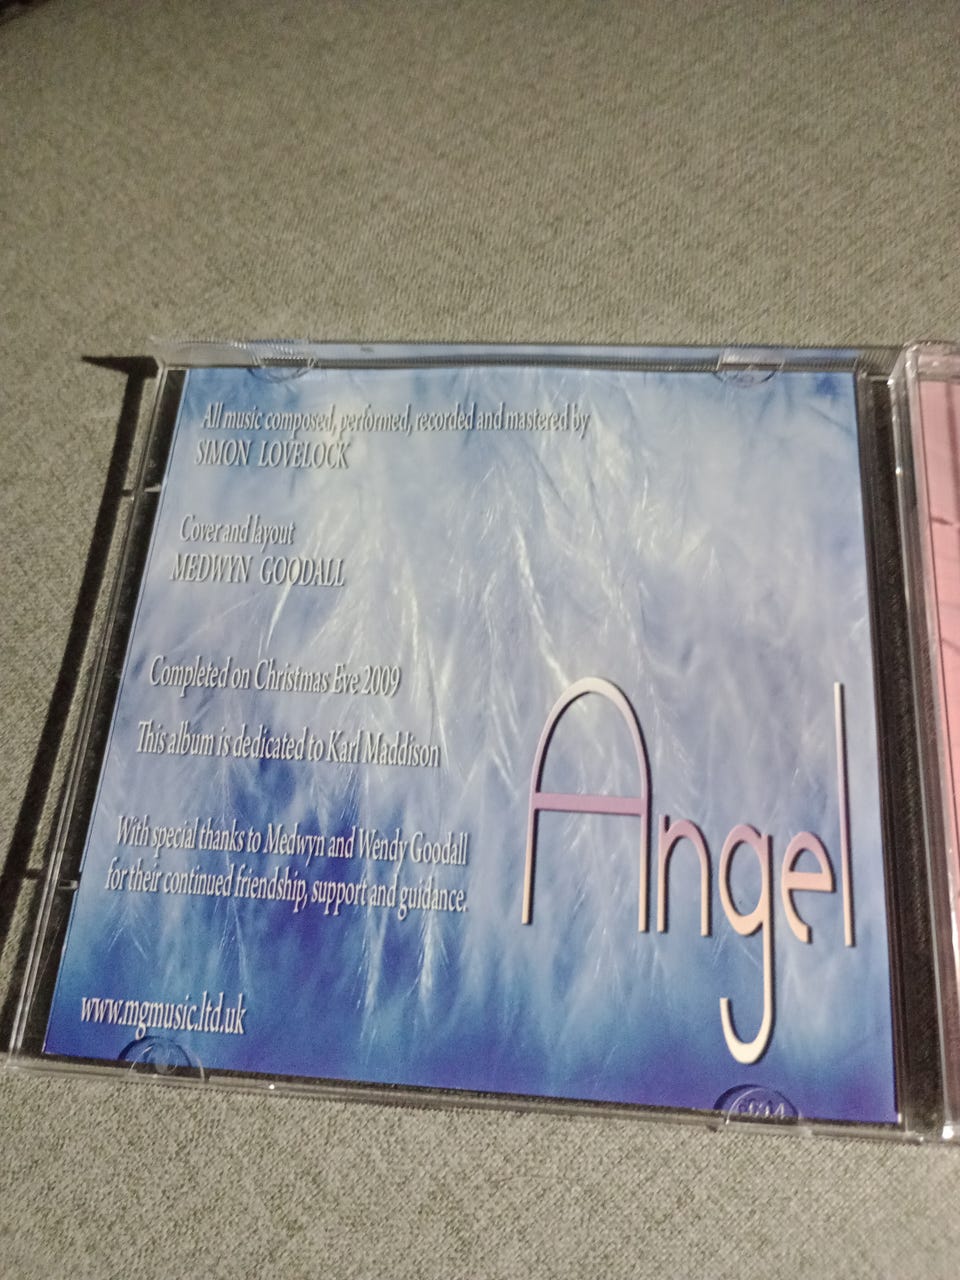 All music composed, performed, recorded and mastered by
SIMON LOVELOCK
Cover and layout
MEDWYN GOODALL
Completed on Christmas Eve 2009
This album is dedicated to Karl Maddison
With special thanks to Medwyn and Wendy Goodall
for their continued friendship, support and guidance.
Angel
www.mgmusic.ltd.uk